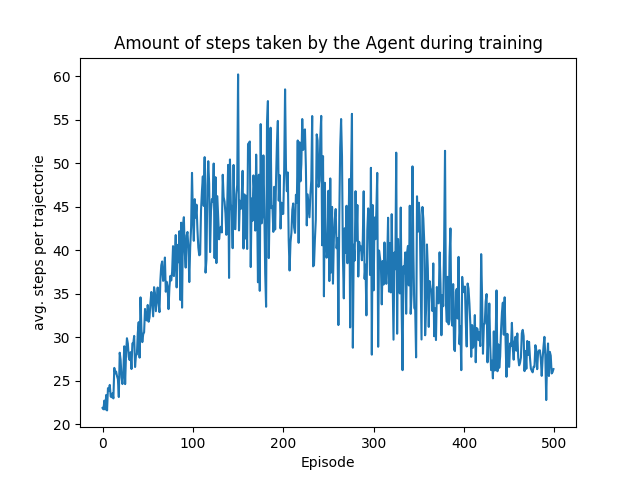 Amount of steps taken by the Agent during training
60
55
50
45
40
35
30
25
20
avg. steps per trajectorie
0 100 200 300 400 500
Episode